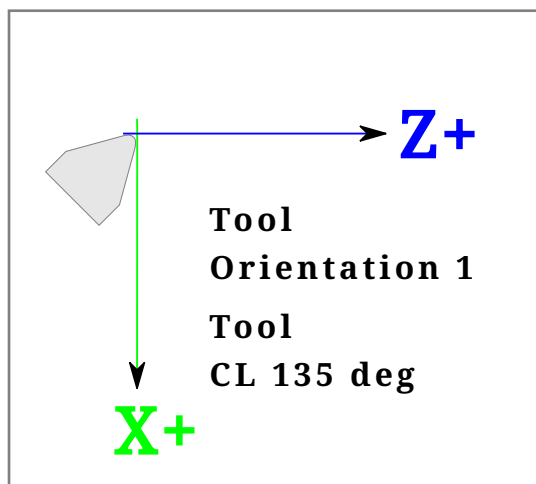 Z+
Tool
Orientation 1
Tool
CL 135 deg
X+